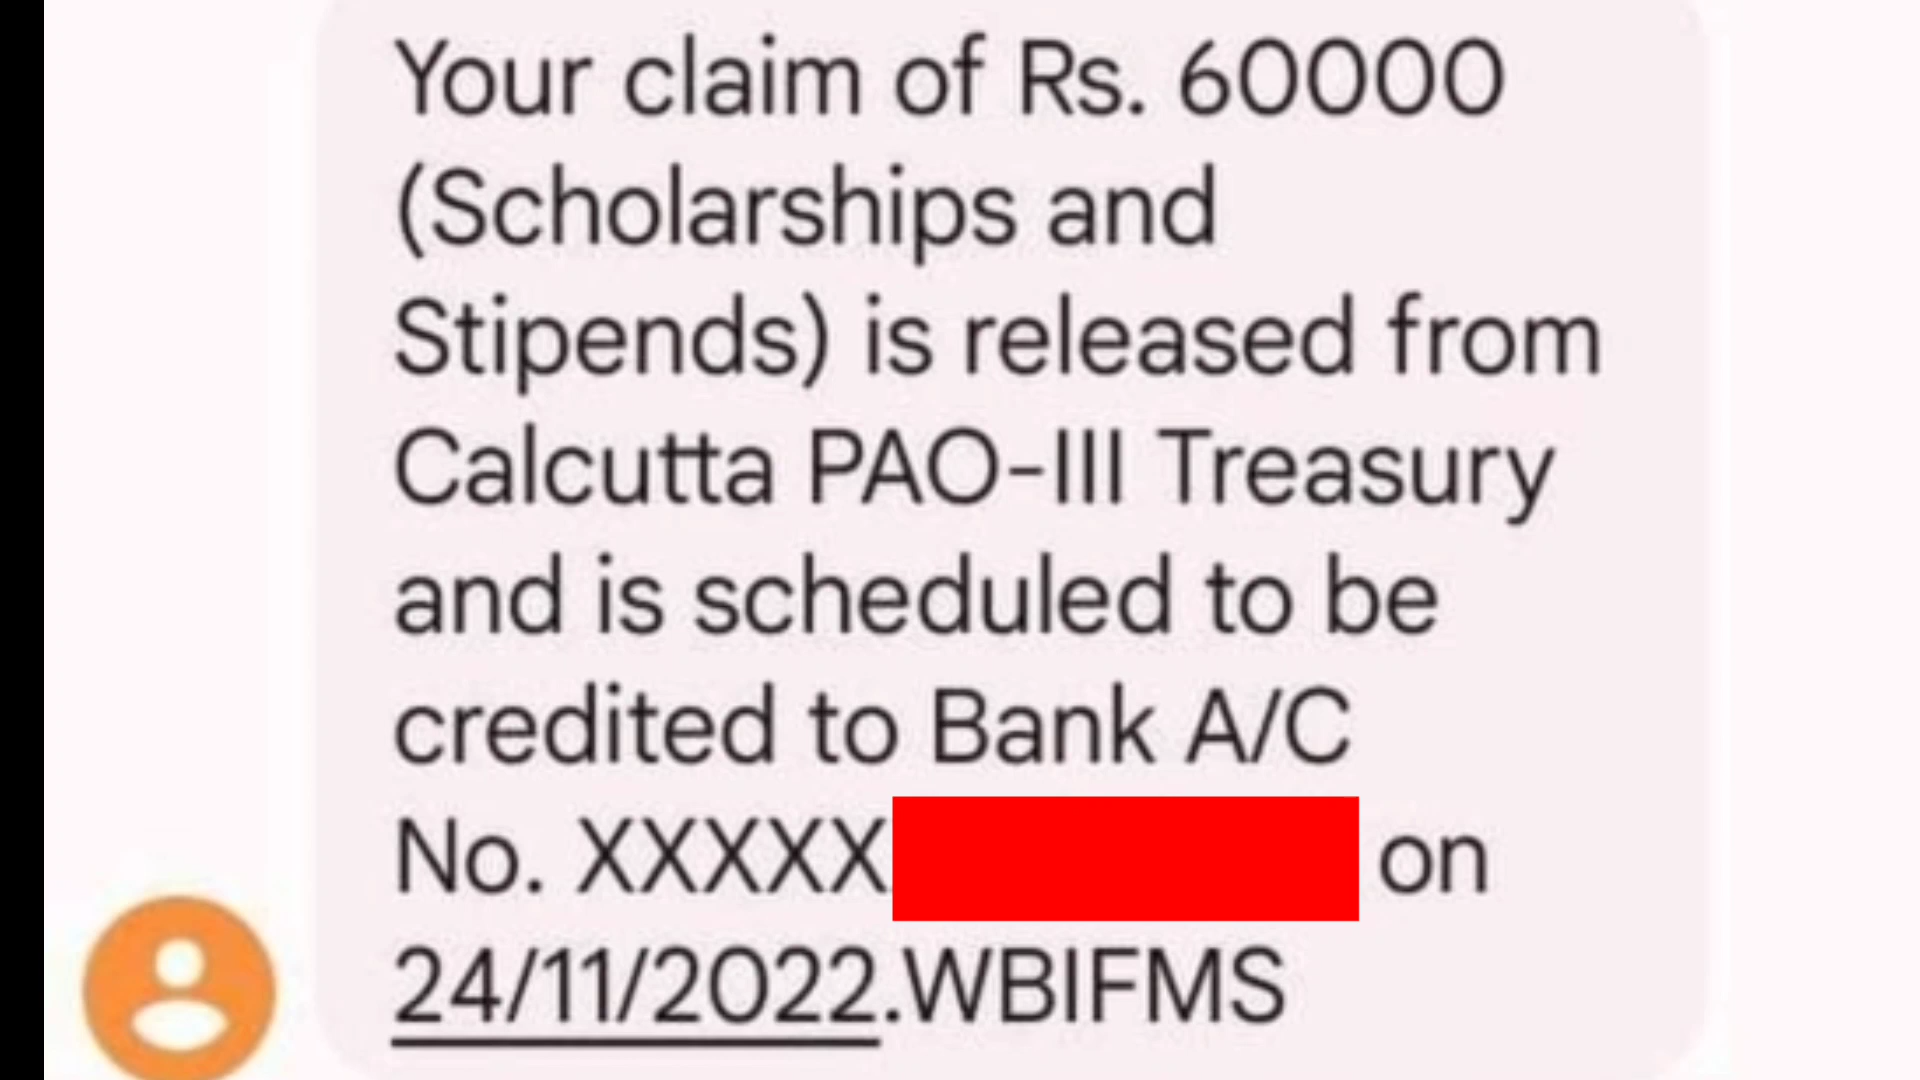 Your claim of Rs. 60000
(Scholarships and
Stipends) is released from
Calcutta PAO-III Treasury
and is scheduled to be
credited to Bank A/C
No. XXXXX on
24/11/2022.WBIFMS